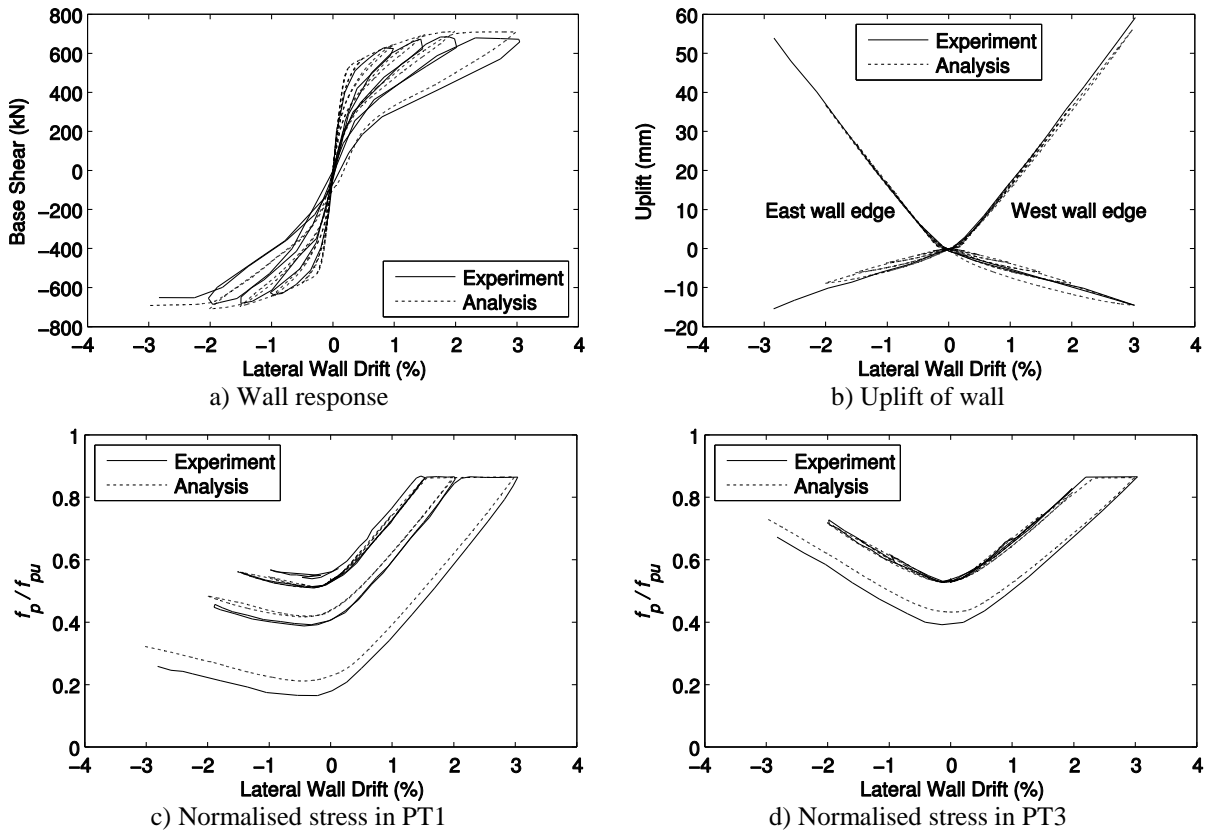 800
600
400
200
0
−200
−400
−600
−800
Base Shear (kN)
Experiment
Analysis
−4 −3 −2 −1 0 1 2 3 4
Lateral Wall Drift (%)
a) Wall response
60
50
40
30
20
10
0
−10
−20
Uplift (mm)
Experiment
Analysis
East wall edge
West wall edge
−4 −3 −2 −1 0 1 2 3 4
Lateral Wall Drift (%)
b) Uplift of wall
1
0.8
0.6
0.4
0.2
0
fp / fpu
Experiment
Analysis
−4 −3 −2 −1 0 1 2 3 4
Lateral Wall Drift (%)
c) Normalised stress in PT1
1
0.8
0.6
0.4
0.2
0
fp / fpu
Experiment
Analysis
−4 −3 −2 −1 0 1 2 3 4
Lateral Wall Drift (%)
d) Normalised stress in PT3